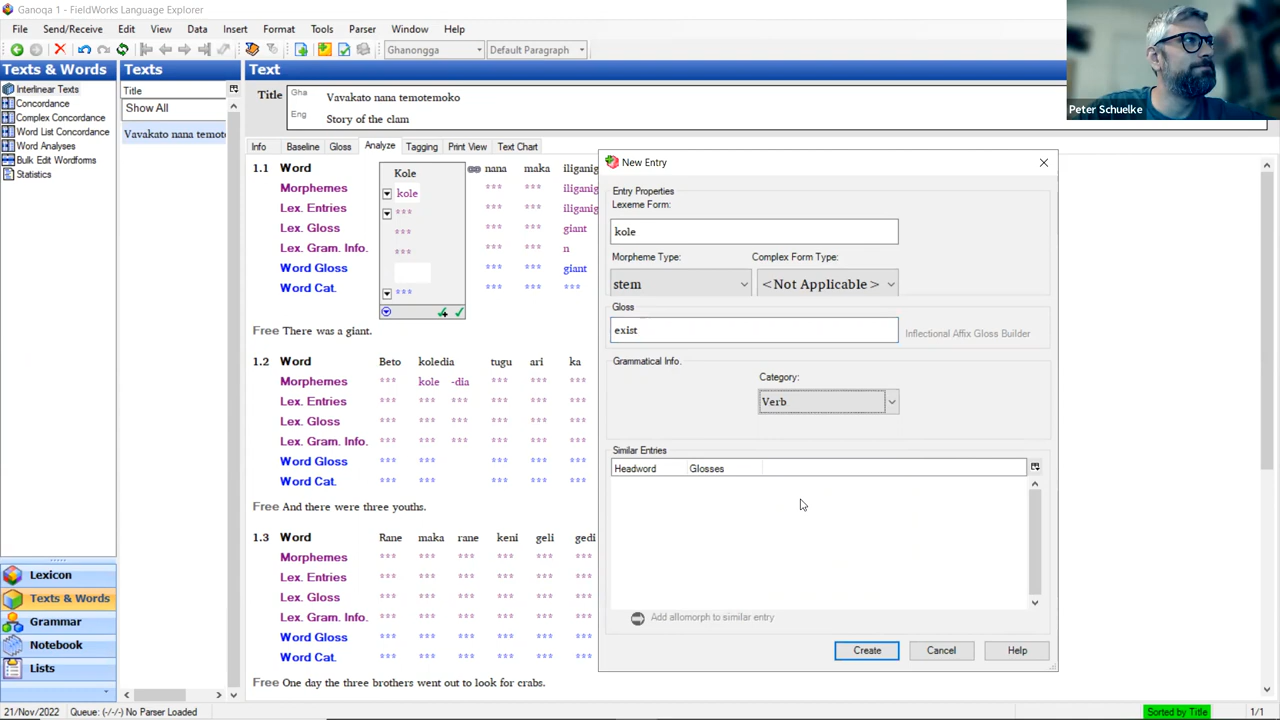 Ganoqa 1 - FieldWorks Language Explorer
File Send/Receive Edit View Data Insert Format Tools Parser Window Help
Ghanongga Default Paragraph
Texts & Words
Interlinear Texts
Concordance
Complex Concordance
Word List Concordance
Word Analyses
Bulk Edit Wordforms
Statistics
Lexicon
Texts & Words
Grammar
Notebook
Lists
Texts
Title
Show All
Vavakato nana temot
Text
Title
Gha Vavakato nana temotemoko
Eng Story of the clam
Info Baseline Gloss Analyze Tagging Print View Text Chart
1.1 Word Kole nana maka iliganig
Morphemes kole *** *** iliganig
Lex. Entries *** *** *** iliganig
Lex. Gloss *** *** *** giant
Lex. Gram. Info. *** *** *** n
Word Gloss *** *** giant
Word Cat. *** *** *** ***
Free There was a giant.
1.2 Word Beto koledia tugu ari ka
Morphemes *** kole -dia *** *** ***
Lex. Entries *** *** *** *** *** ***
Lex. Gloss *** *** *** *** *** ***
Lex. Gram. Info. *** *** *** *** *** ***
Word Gloss *** *** *** *** ***
Word Cat. *** *** *** *** ***
Free And there were three youths.
1.3 Word Rane maka rane keni geli gedi
Morphemes *** *** *** *** *** ***
Lex. Entries *** *** *** *** *** ***
Lex. Gloss *** *** *** *** *** ***
Lex. Gram. Info. *** *** *** *** *** ***
Word Gloss *** *** *** *** *** ***
Word Cat. *** *** *** *** *** ***
Free One day the three brothers went out to look for crabs.
New Entry
Entry Properties
Lexeme Form:
kole
Morpheme Type: Complex Form Type:
stem <Not Applicable>
Gloss
exist Inflectional Affix Gloss Builder
Grammatical Info.
Category:
Verb
Similar Entries
Headword Glosses
Add allomorph to similar entry
Create Cancel Help
Peter Schuelke
21/Nov/2022 Queue: (-/-/-) No Parser Loaded Sorted by Title 1/1